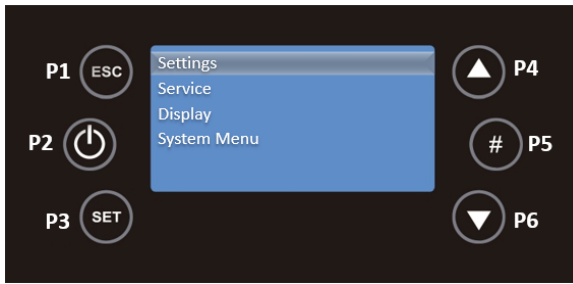 P1 ESC
P2
P3 SET
Settings
Service
Display
System Menu
P4
# P5
P6